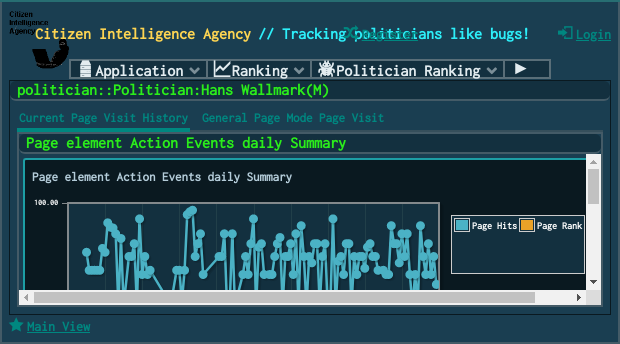 Citizen
Intelligence
Agency
Citizen Intelligence Agency // Tracking politicians like bugs!
Register
Login
Application
Ranking
Politician Ranking
politician::Politician:Hans Wallmark(M)
Current Page Visit History
General Page Mode Page Visit
Page element Action Events daily Summary
Page element Action Events daily Summary
100.00
Page Hits
Page Rank
Main View